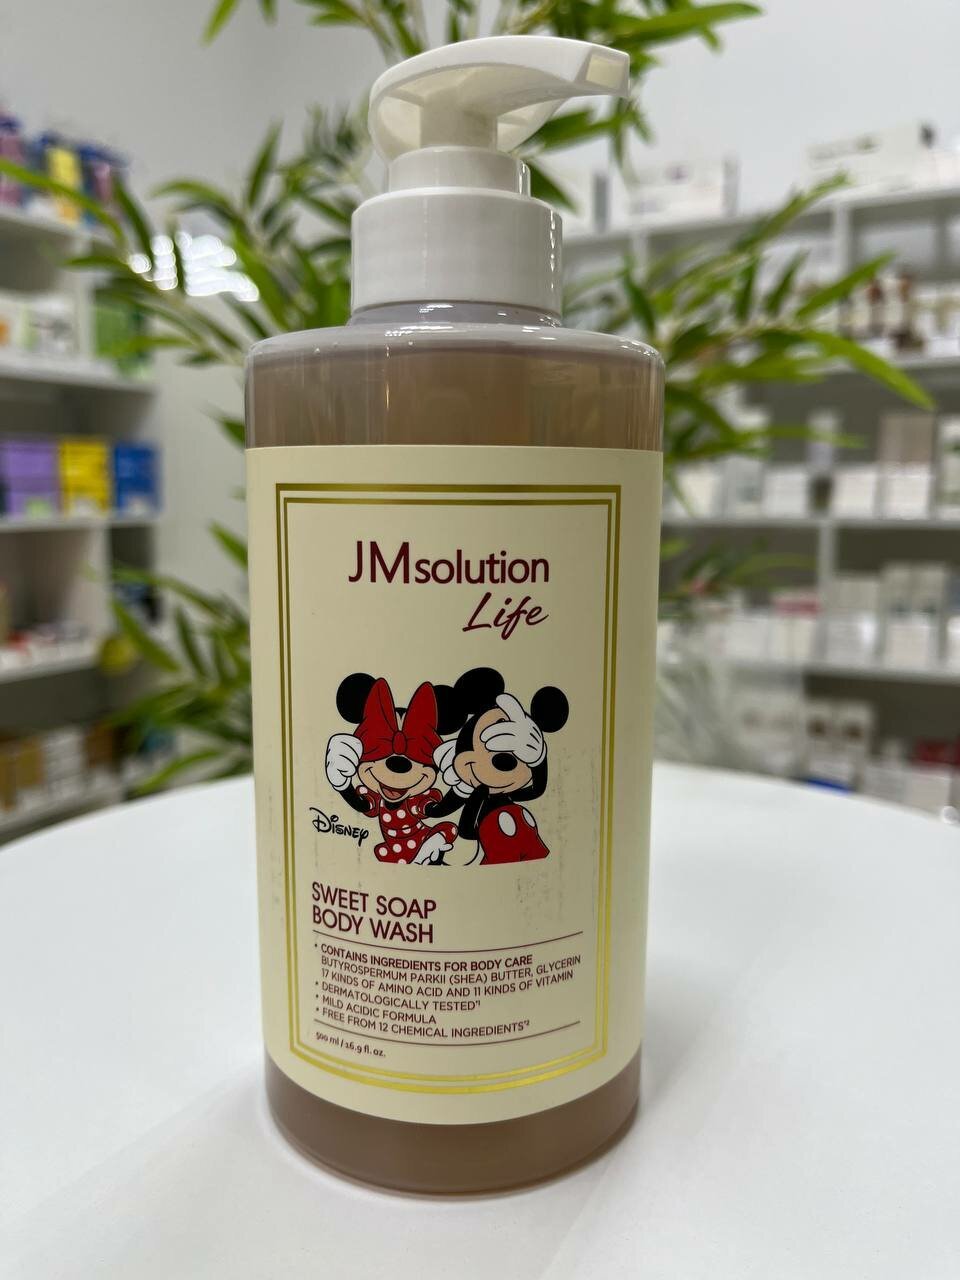 JMsolution
Life
Disney
SWEET SOAP
BODY WASH
• CONTAINS INGREDIENTS FOR BODY CARE
BUTYROSPERMUM PARKII (SHEA) BUTTER, GLYCERIN
17 KINDS OF AMINO ACID AND 11 KINDS OF VITAMIN
• DERMATOLOGICALLY TESTED*1
• MILD ACIDIC FORMULA
• FREE FROM 12 CHEMICAL INGREDIENTS*2
500 ml / 16.9 fl. oz.